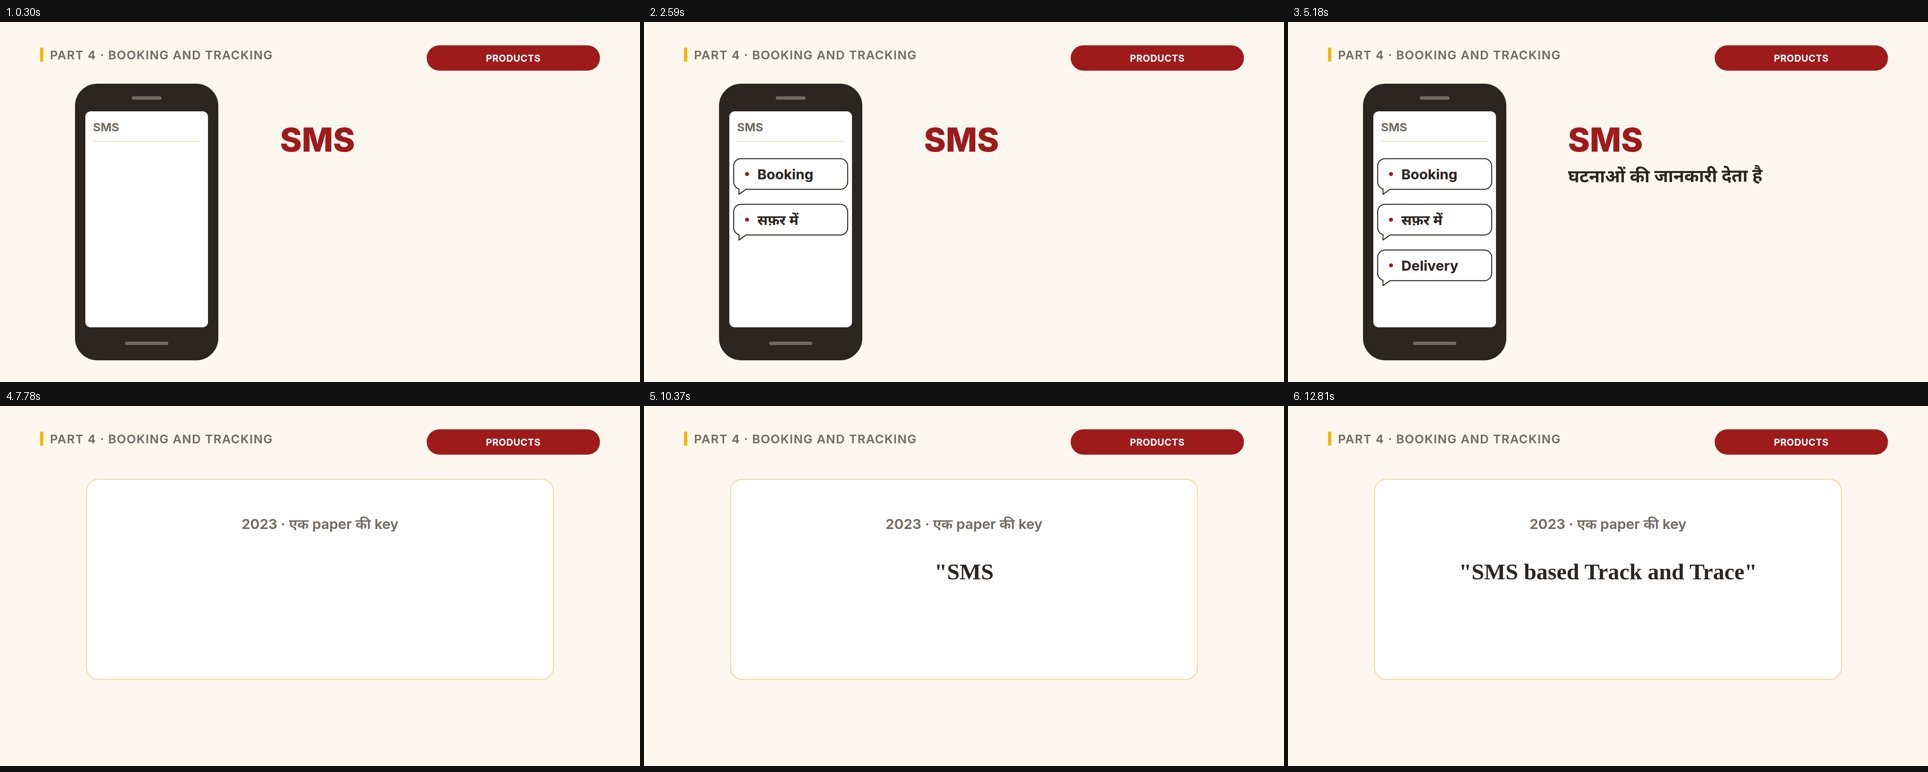 1. 0.30s
PART 4 · BOOKING AND TRACKING
PRODUCTS
SMS
SMS
2. 2.59s
PART 4 · BOOKING AND TRACKING
PRODUCTS
SMS
SMS
• Booking
• सफ़र में
3. 5.18s
PART 4 · BOOKING AND TRACKING
PRODUCTS
SMS
SMS
घटनाओं की जानकारी देता है
• Booking
• सफ़र में
• Delivery
4. 7.78s
PART 4 · BOOKING AND TRACKING
PRODUCTS
2023 · एक paper की key
5. 10.37s
PART 4 · BOOKING AND TRACKING
PRODUCTS
2023 · एक paper की key
"SMS
6. 12.81s
PART 4 · BOOKING AND TRACKING
PRODUCTS
2023 · एक paper की key
"SMS based Track and Trace"